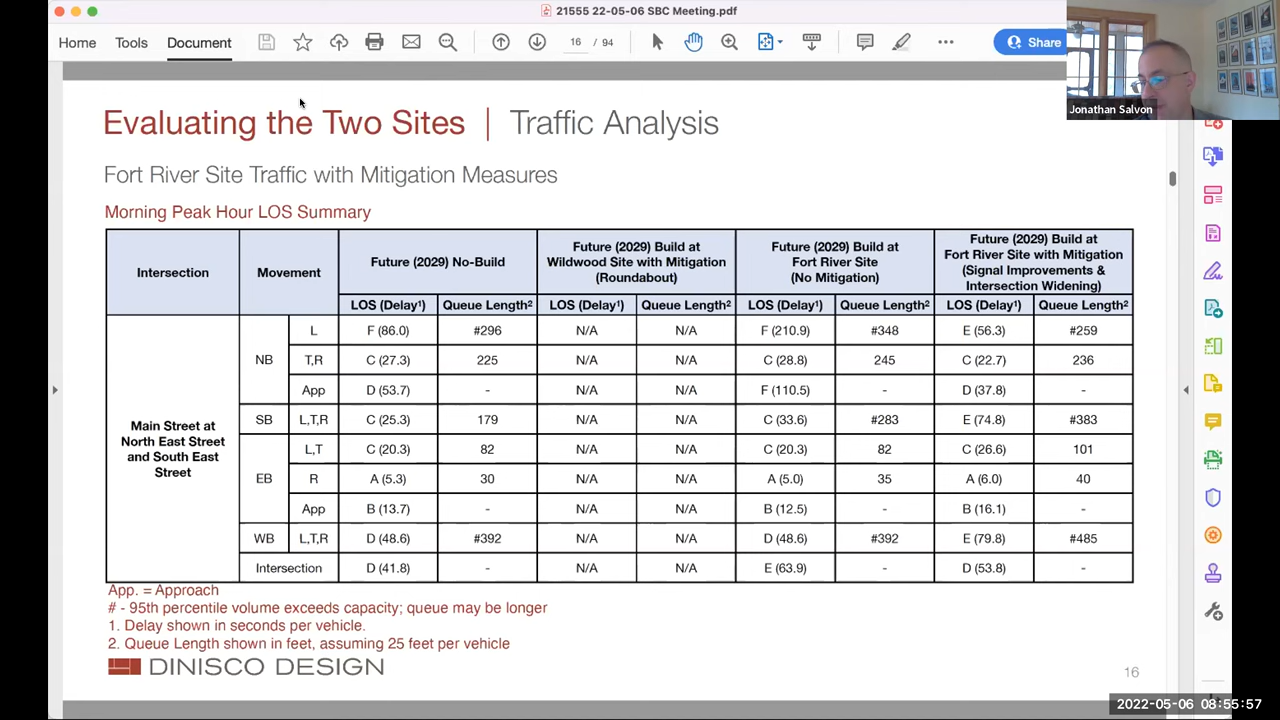 21555 22-05-06 SBC Meeting.pdf
Home Tools Document 16 / 94 Share
Jonathan Salvon
Evaluating the Two Sites | Traffic Analysis
Fort River Site Traffic with Mitigation Measures
Morning Peak Hour LOS Summary
Intersection Movement Future (2029) No-Build Future (2029) Build at Wildwood Site with Mitigation (Roundabout) Future (2029) Build at Fort River Site (No Mitigation) Future (2029) Build at Fort River Site with Mitigation (Signal Improvements & Intersection Widening)
LOS (Delay¹) Queue Length² LOS (Delay¹) Queue Length² LOS (Delay¹) Queue Length² LOS (Delay¹) Queue Length²
Main Street at North East Street and South East Street
NB L F (86.0) #296 N/A N/A F (210.9) #348 E (56.3) #259
T,R C (27.3) 225 N/A N/A C (28.8) 245 C (22.7) 236
App D (53.7) - N/A N/A F (110.5) - D (37.8) -
SB L,T,R C (25.3) 179 N/A N/A C (33.6) #283 E (74.8) #383
EB L,T C (20.3) 82 N/A N/A C (20.3) 82 C (26.6) 101
R A (5.3) 30 N/A N/A A (5.0) 35 A (6.0) 40
App B (13.7) - N/A N/A B (12.5) - B (16.1) -
WB L,T,R D (48.6) #392 N/A N/A D (48.6) #392 E (79.8) #485
Intersection D (41.8) - N/A N/A E (63.9) - D (53.8) -
App. = Approach
# - 95th percentile volume exceeds capacity; queue may be longer
1. Delay shown in seconds per vehicle.
2. Queue Length shown in feet, assuming 25 feet per vehicle
DINISCO DESIGN
16
2022-05-06 08:55:57